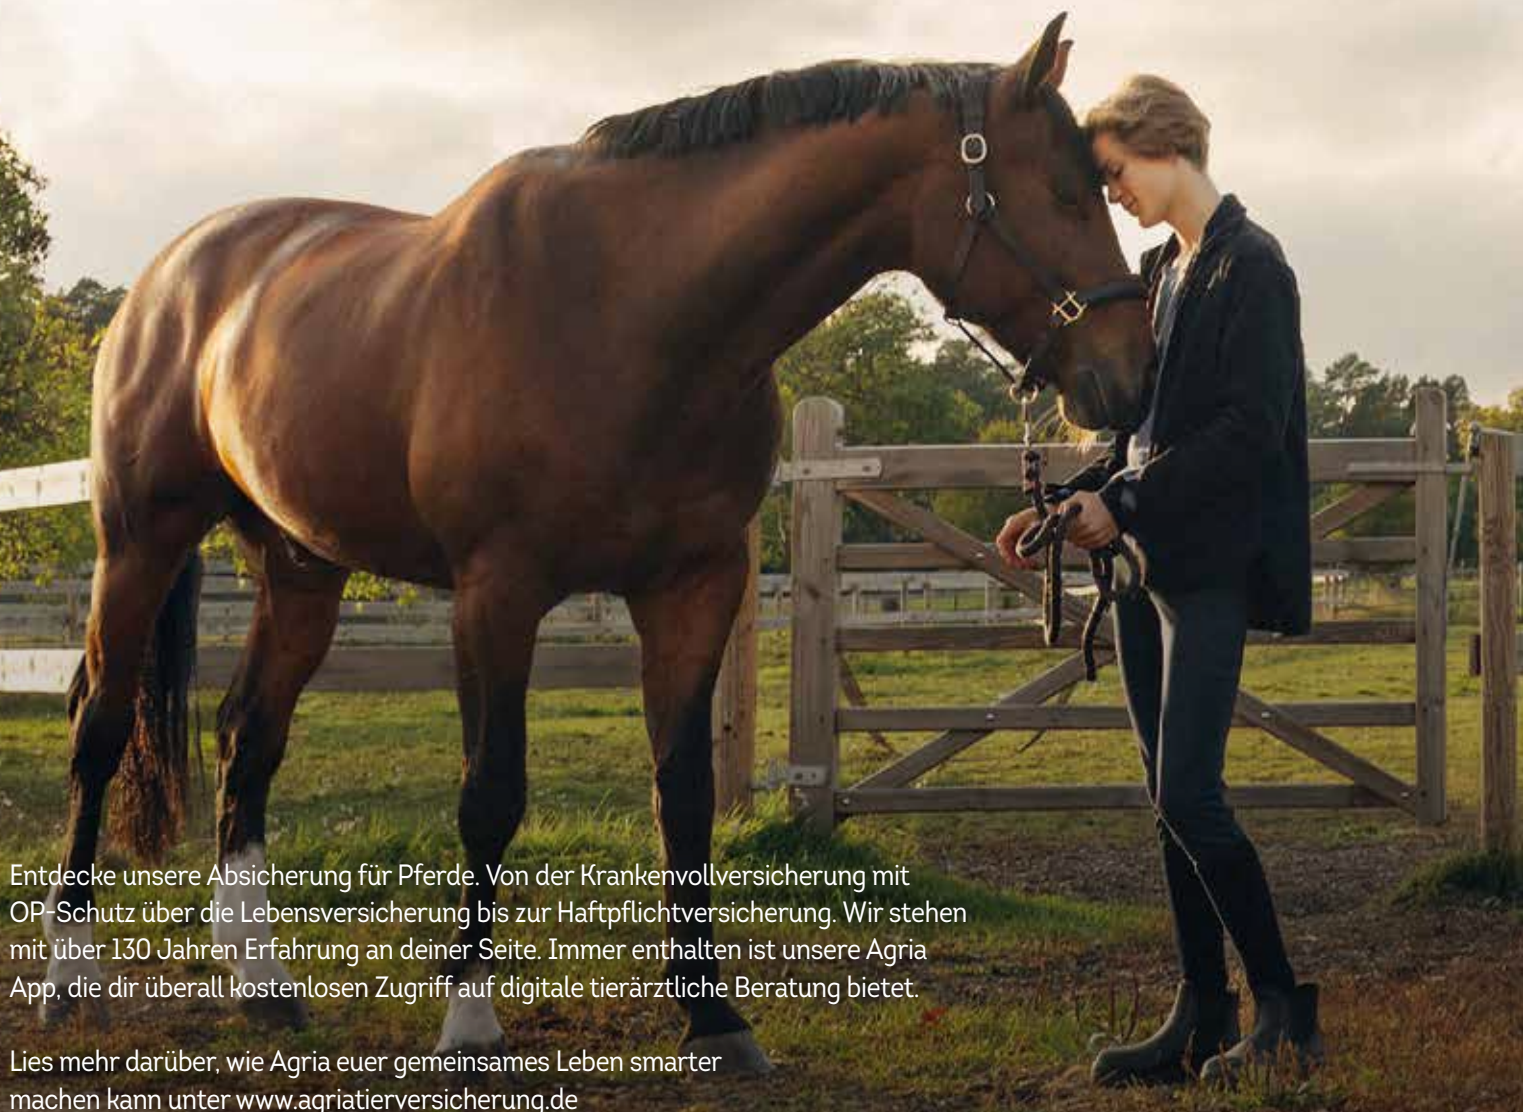 Entdecke unsere Absicherung für Pferde. Von der Krankenvollversicherung mit
OP-Schutz über die Lebensversicherung bis zur Haftpflichtversicherung. Wir stehen
mit über 130 Jahren Erfahrung an deiner Seite. Immer enthalten ist unsere Agria
App, die dir überall kostenlosen Zugriff auf digitale tierärztliche Beratung bietet.
Lies mehr darüber, wie Agria euer gemeinsames Leben smarter
machen kann unter www.agriatierversicherung.de